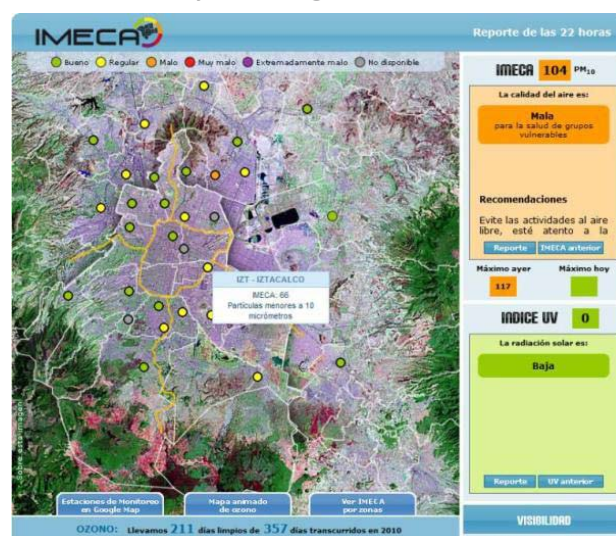 IMECA
Reporte de las 22 horas
Bueno Regular Malo Muy malo Extremadamente malo No disponible
IMECA 104 PM10
La calidad del aire es:
Mala
para la salud de grupos
vulnerables
Recomendaciones
Evite las actividades al aire
libre, esté atento a la
Reporte IMECA anterior
Máximo ayer Máximo hoy
117
IZT - IZTACALCO
IMECA: 66
Partículas menores a 10
micrómetros
INDICE UV 0
La radiación solar es:
Baja
Reporte UV anterior
Sobre esta imagen
Estaciones de Monitoreo
en Google Map
Mapa animado
de ozono
Ver IMECA
por zonas
OZONO: Llevamos 211 días limpios de 357 días transcurridos en 2010
VISIBILIDAD